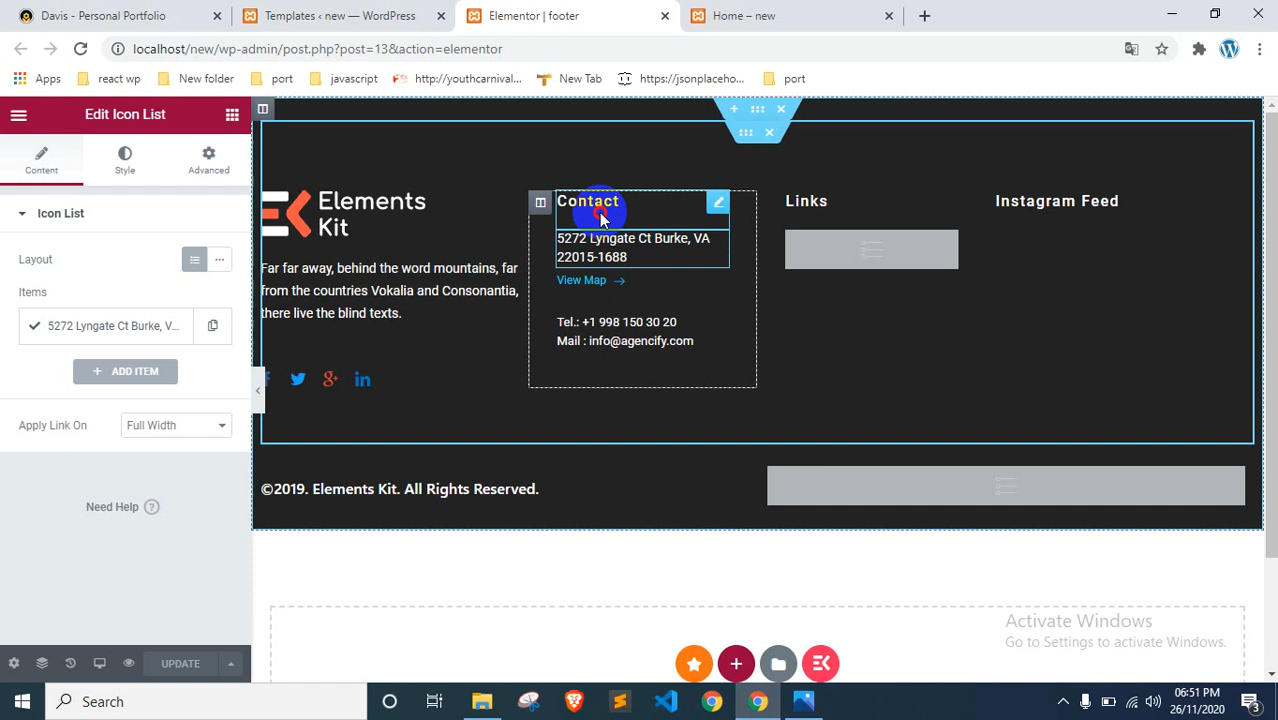 Davis - Personal Portfolio
Templates ‹ new — WordPress
Elementor | footer
Home – new
localhost/new/wp-admin/post.php?post=13&action=elementor
Apps
react wp
New folder
port
javascript
http://youthcarnival...
New Tab
https://jsonplaceho...
port
Edit Icon List
Content
Style
Advanced
Icon List
Layout
Items
5272 Lyngate Ct Burke, V...
ADD ITEM
Apply Link On
Full Width
Need Help
UPDATE
Elements
Kit
Far far away, behind the word mountains, far
from the countries Vokalia and Consonantia,
there live the blind texts.
Contact
5272 Lyngate Ct Burke, VA
22015-1688
View Map
Tel.: +1 998 150 30 20
Mail : info@agencify.com
Links
Instagram Feed
©2019. Elements Kit. All Rights Reserved.
Activate Windows
Go to Settings to activate Windows.
Search
06:51 PM
26/11/2020
3